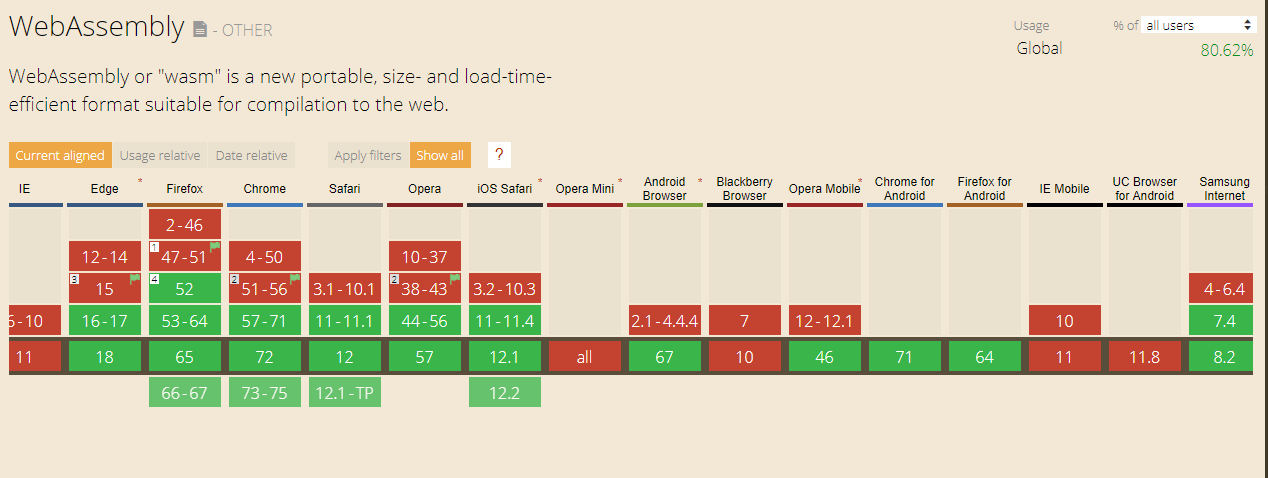 WebAssembly - OTHER
Usage % of all users
Global 80.62%
WebAssembly or "wasm" is a new portable, size- and load-time-
efficient format suitable for compilation to the web.
Current aligned Usage relative Date relative Apply filters Show all ?
IE Edge * Firefox Chrome Safari Opera iOS Safari * Opera Mini * Android Browser * Blackberry Browser Opera Mobile * Chrome for Android Firefox for Android IE Mobile UC Browser for Android Samsung Internet
2-46
12-14 1 47-51 4-50 10-37
3 15 4 52 2 51-56 3.1-10.1 2 38-43 3.2-10.3 4-6.4
6-10 16-17 53-64 57-71 11-11.1 44-56 11-11.4 2.1-4.4.4 7 12-12.1 10 7.4
11 18 65 72 12 57 12.1 all 67 10 46 71 64 11 11.8 8.2
66-67 73-75 12.1-TP 12.2